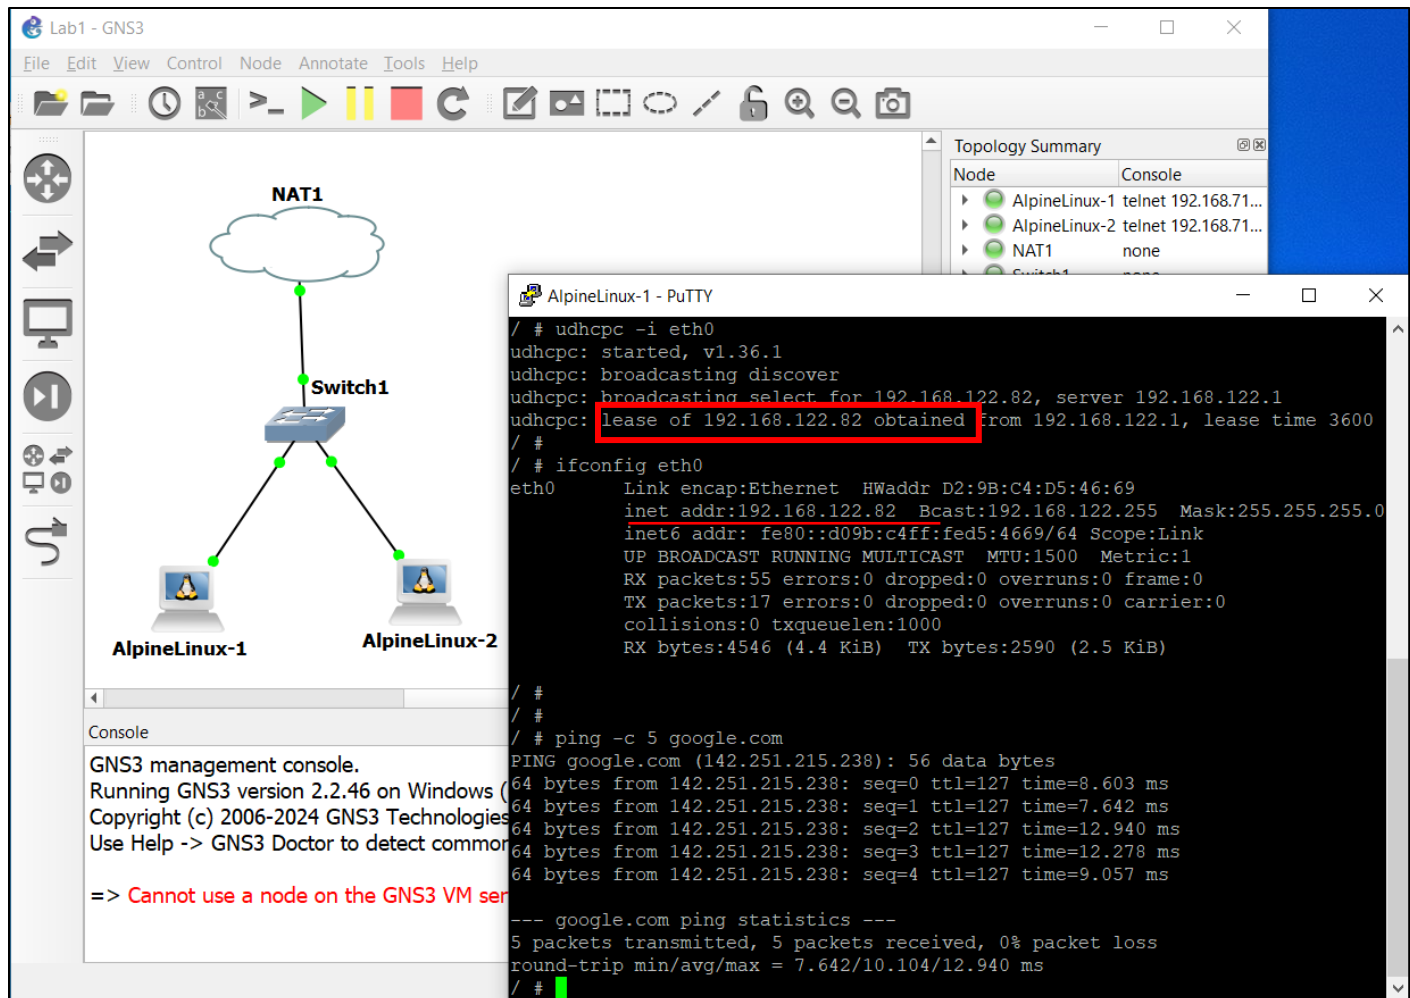 Lab1 - GNS3
File Edit View Control Node Annotate Tools Help
NAT1
Switch1
AlpineLinux-1
AlpineLinux-2
Topology Summary
Node Console
AlpineLinux-1 telnet 192.168.71...
AlpineLinux-2 telnet 192.168.71...
NAT1 none
Switch1 none
Console
GNS3 management console.
Running GNS3 version 2.2.46 on Windows (
Copyright (c) 2006-2024 GNS3 Technologies
Use Help -> GNS3 Doctor to detect common
=> Cannot use a node on the GNS3 VM ser
AlpineLinux-1 - PuTTY
/ # udhcpc -i eth0
udhcpc: started, v1.36.1
udhcpc: broadcasting discover
udhcpc: broadcasting select for 192.168.122.82, server 192.168.122.1
udhcpc: lease of 192.168.122.82 obtained from 192.168.122.1, lease time 3600
/ #
/ # ifconfig eth0
eth0 Link encap:Ethernet HWaddr D2:9B:C4:D5:46:69
inet addr:192.168.122.82 Bcast:192.168.122.255 Mask:255.255.255.0
inet6 addr: fe80::d09b:c4ff:fed5:4669/64 Scope:Link
UP BROADCAST RUNNING MULTICAST MTU:1500 Metric:1
RX packets:55 errors:0 dropped:0 overruns:0 frame:0
TX packets:17 errors:0 dropped:0 overruns:0 carrier:0
collisions:0 txqueuelen:1000
RX bytes:4546 (4.4 KiB) TX bytes:2590 (2.5 KiB)
/ #
/ #
/ # ping -c 5 google.com
PING google.com (142.251.215.238): 56 data bytes
64 bytes from 142.251.215.238: seq=0 ttl=127 time=8.603 ms
64 bytes from 142.251.215.238: seq=1 ttl=127 time=7.642 ms
64 bytes from 142.251.215.238: seq=2 ttl=127 time=12.940 ms
64 bytes from 142.251.215.238: seq=3 ttl=127 time=12.278 ms
64 bytes from 142.251.215.238: seq=4 ttl=127 time=9.057 ms
--- google.com ping statistics ---
5 packets transmitted, 5 packets received, 0% packet loss
round-trip min/avg/max = 7.642/10.104/12.940 ms
/ #